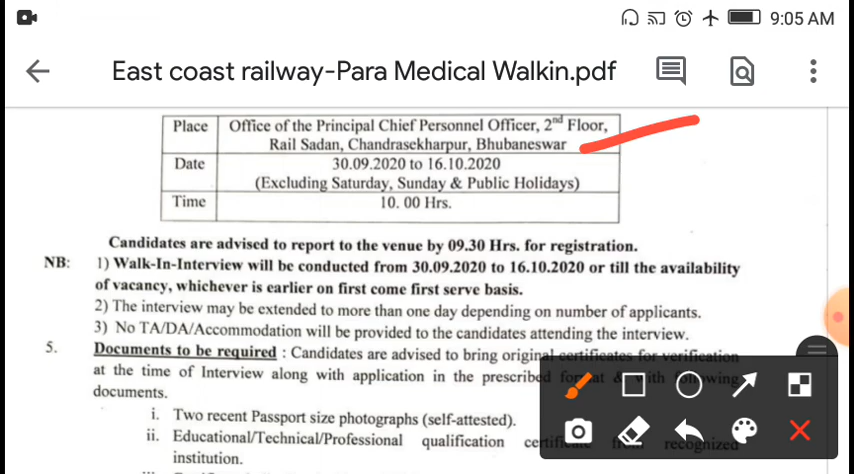 9:05 AM
East coast railway-Para Medical Walkin.pdf
Place Office of the Principal Chief Personnel Officer, 2nd Floor,
Rail Sadan, Chandrasekharpur, Bhubaneswar
Date 30.09.2020 to 16.10.2020
(Excluding Saturday, Sunday & Public Holidays)
Time 10. 00 Hrs.
Candidates are advised to report to the venue by 09.30 Hrs. for registration.
NB: 1) Walk-In-Interview will be conducted from 30.09.2020 to 16.10.2020 or till the availability
of vacancy, whichever is earlier on first come first serve basis.
2) The interview may be extended to more than one day depending on number of applicants.
3) No TA/DA/Accommodation will be provided to the candidates attending the interview.
5. Documents to be required : Candidates are advised to bring original certificates for verification
at the time of Interview along with application in the prescribed format & with following
documents.
i. Two recent Passport size photographs (self-attested).
ii. Educational/Technical/Professional qualification certificate from recognized
institution.